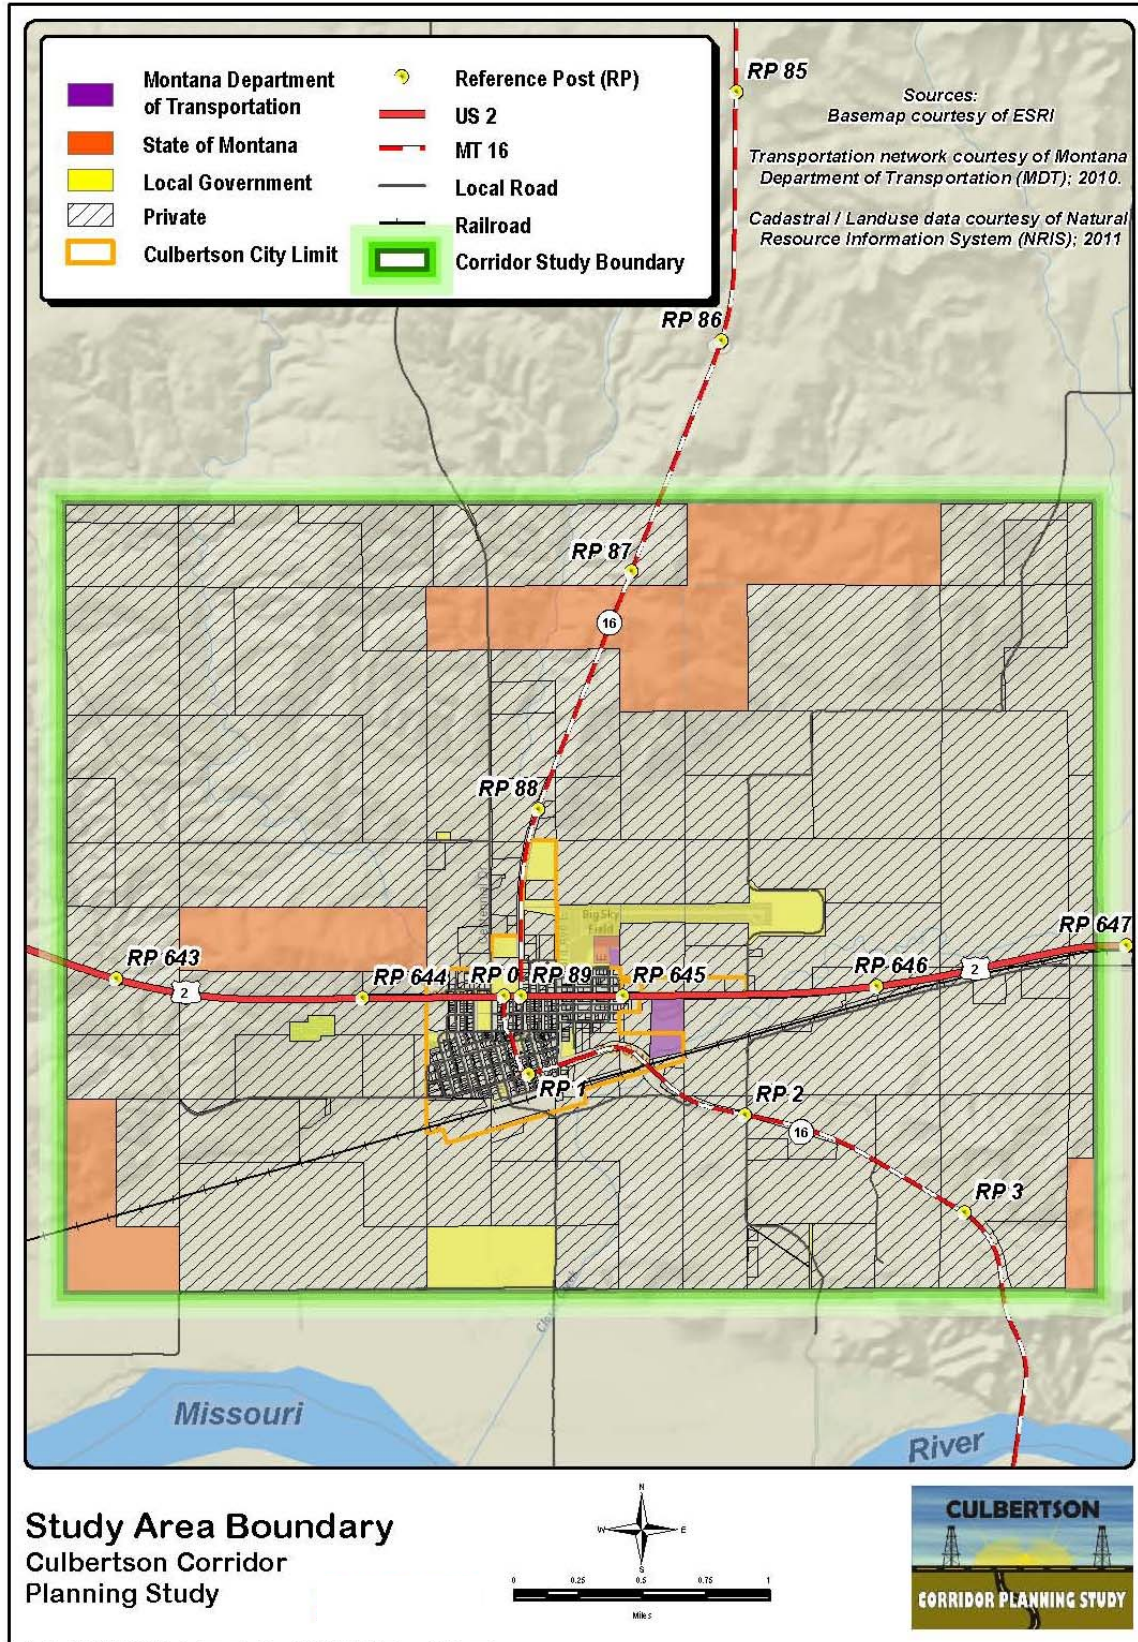 Montana Department
of Transportation
State of Montana
Local Government
Private
Culbertson City Limit
Reference Post (RP)
US 2
MT 16
Local Road
Railroad
Corridor Study Boundary
RP 85
Sources:
Basemap courtesy of ESRI
Transportation network courtesy of Montana
Department of Transportation (MDT); 2010.
Cadastral / Landuse data courtesy of Natural
Resource Information System (NRIS); 2011
RP 86
RP 87
16
RP 88
Big Sky
Field
RP 643
2
RP 644
RP 0
RP 89
RP 645
RP 646
2
RP 647
RP 1
RP 2
16
RP 3
Missouri
River
Study Area Boundary
Culbertson Corridor
Planning Study
N
W
E
S
0 0.25 0.5 0.75 1
Miles
CULBERTSON
CORRIDOR PLANNING STUDY